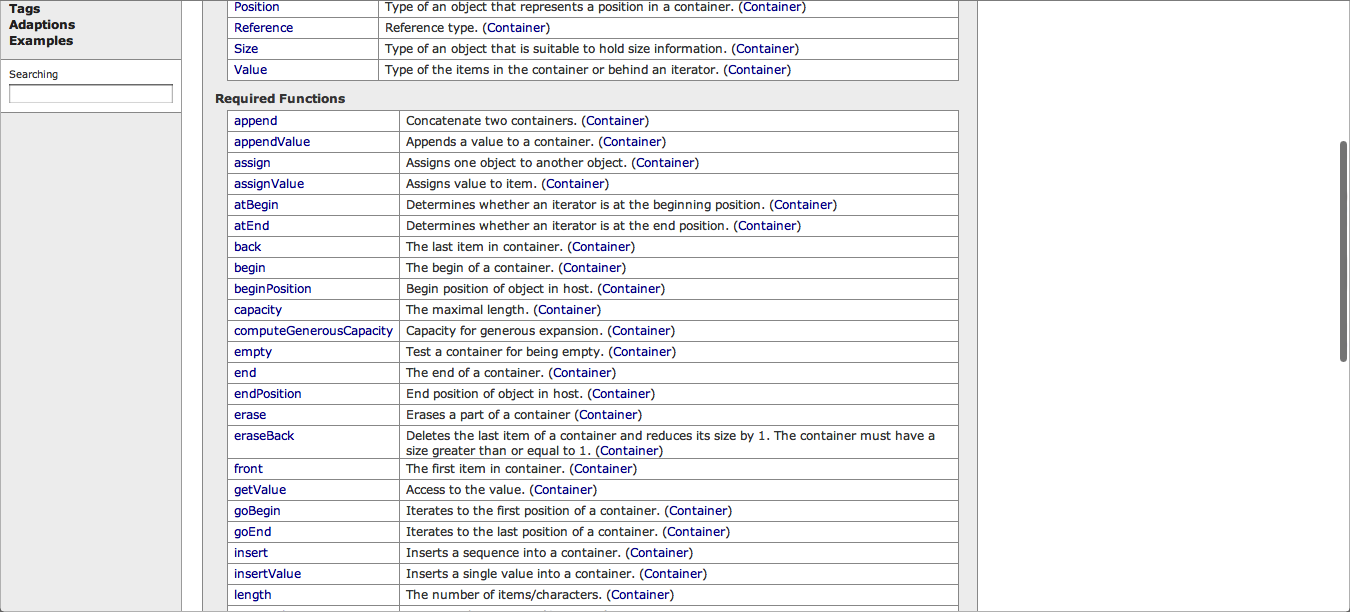 Tags
Adaptions
Examples
Searching
Position Type of an object that represents a position in a container. (Container)
Reference Reference type. (Container)
Size Type of an object that is suitable to hold size information. (Container)
Value Type of the items in the container or behind an iterator. (Container)
Required Functions
append Concatenate two containers. (Container)
appendValue Appends a value to a container. (Container)
assign Assigns one object to another object. (Container)
assignValue Assigns value to item. (Container)
atBegin Determines whether an iterator is at the beginning position. (Container)
atEnd Determines whether an iterator is at the end position. (Container)
back The last item in container. (Container)
begin The begin of a container. (Container)
beginPosition Begin position of object in host. (Container)
capacity The maximal length. (Container)
computeGenerousCapacity Capacity for generous expansion. (Container)
empty Test a container for being empty. (Container)
end The end of a container. (Container)
endPosition End position of object in host. (Container)
erase Erases a part of a container (Container)
eraseBack Deletes the last item of a container and reduces its size by 1. The container must have a
size greater than or equal to 1. (Container)
front The first item in container. (Container)
getValue Access to the value. (Container)
goBegin Iterates to the first position of a container. (Container)
goEnd Iterates to the last position of a container. (Container)
insert Inserts a sequence into a container. (Container)
insertValue Inserts a single value into a container. (Container)
length The number of items/characters. (Container)